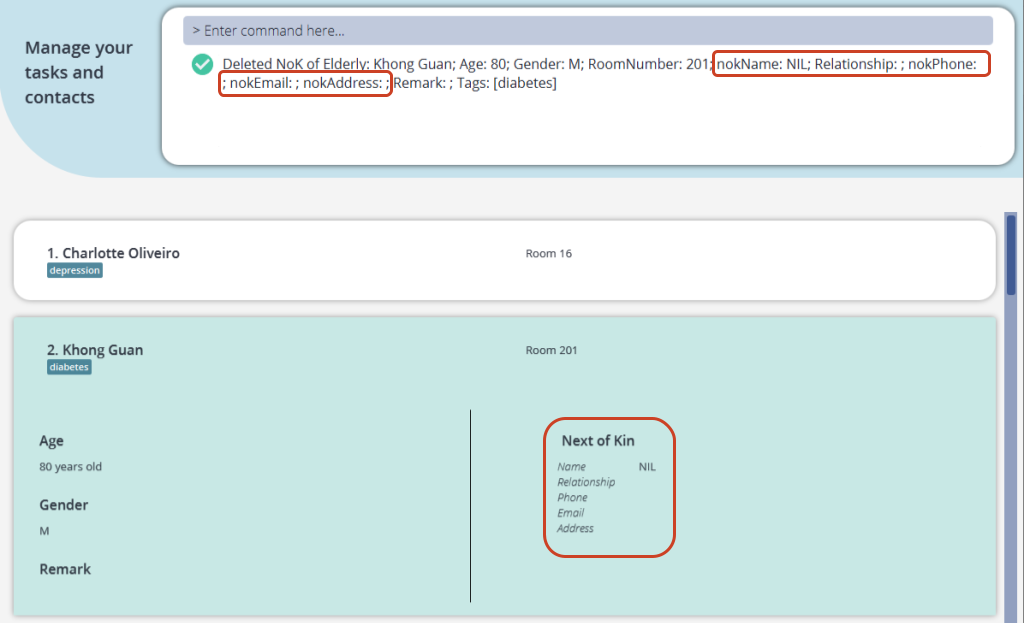 Manage your
tasks and
contacts
> Enter command here...
Deleted NoK of Elderly: Khong Guan; Age: 80; Gender: M; RoomNumber: 201; nokName: NIL; Relationship: ; nokPhone:
; nokEmail: ; nokAddress: ; Remark: ; Tags: [diabetes]
1. Charlotte Oliveiro
Room 16
depression
2. Khong Guan
Room 201
diabetes
Age
80 years old
Gender
M
Remark
Next of Kin
Name NIL
Relationship
Phone
Email
Address